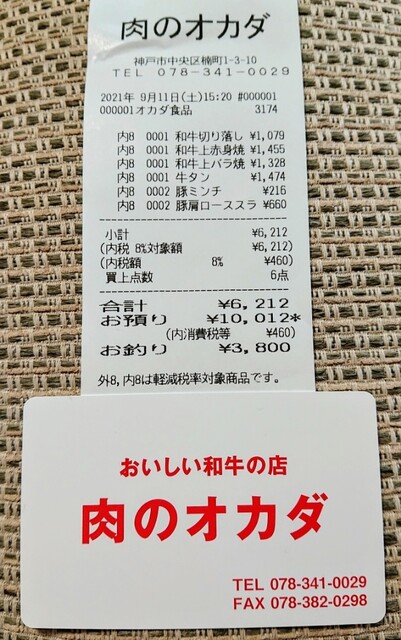 肉のオカダ
神戸市中央区楠町1-3-10
TEL 078-341-0029
2021年 9月11日(土)15:20 #000001
000001オカダ食品 3174
内8 0001 和牛切り落し ¥1,079
内8 0001 和牛上赤身焼 ¥1,455
内8 0001 和牛上バラ焼 ¥1,328
内8 0001 牛タン ¥1,474
内8 0002 豚ミンチ ¥216
内8 0002 豚肩ローススラ ¥660
小計 ¥6,212
(内税 8%対象額 ¥6,212)
(内税額 8% ¥460)
買上点数 6点
合計 ¥6,212
お預り ¥10,012*
(内消費税等 ¥460)
お釣り ¥3,800
外8,内8は軽減税率対象商品です。
おいしい和牛の店
肉のオカダ
TEL 078-341-0029
FAX 078-382-0298